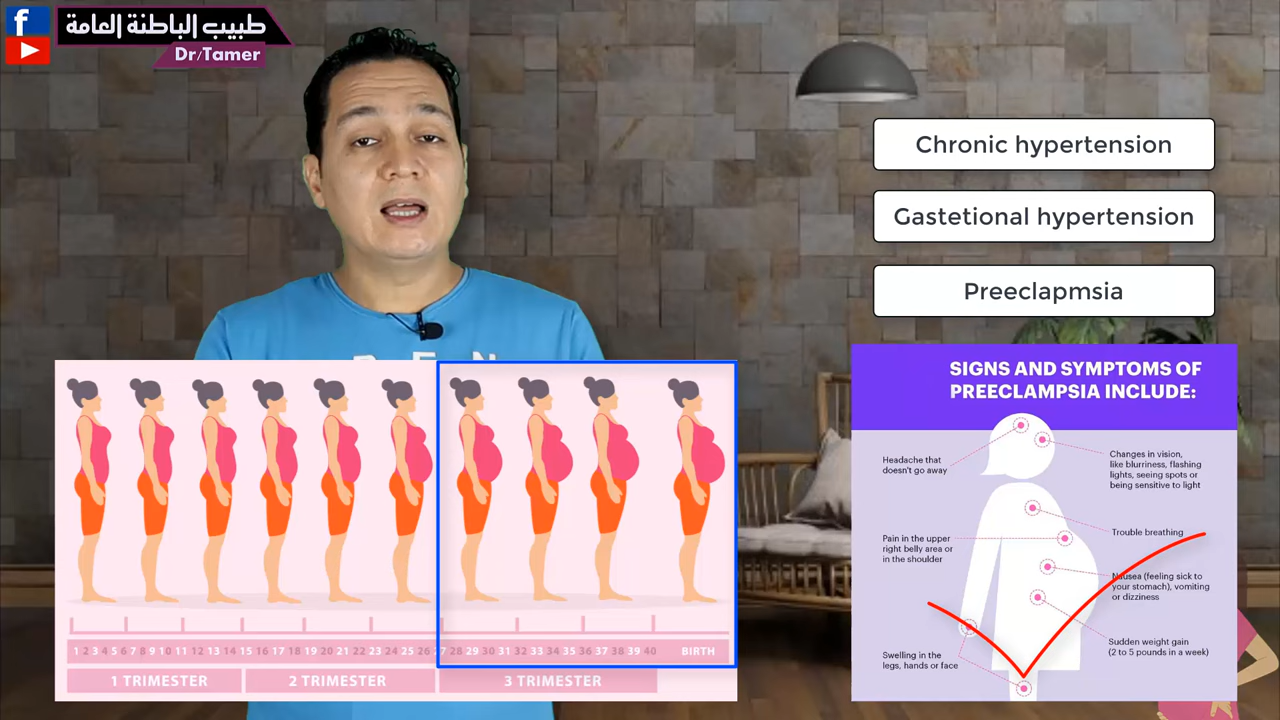 f
طبيب الباطنة العامة
Dr/Tamer
Chronic hypertension
Gastetional hypertension
Preeclapmsia
SIGNS AND SYMPTOMS OF
PREECLAMPSIA INCLUDE:
Headache that
doesn't go away
Changes in vision,
like blurriness, flashing
lights, seeing spots or
being sensitive to light
Trouble breathing
Pain in the upper
right belly area or
in the shoulder
Nausea (feeling sick to
your stomach), vomiting
or dizziness
Sudden weight gain
(2 to 5 pounds in a week)
Swelling in the
legs, hands or face
1 2 3 4 5 6 7 8 9 10 11 12 13 14 15 16 17 18 19 20 21 22 23 24 25 26 27 28 29 30 31 32 33 34 35 36 37 38 39 40 BIRTH
1 TRIMESTER 2 TRIMESTER 3 TRIMESTER